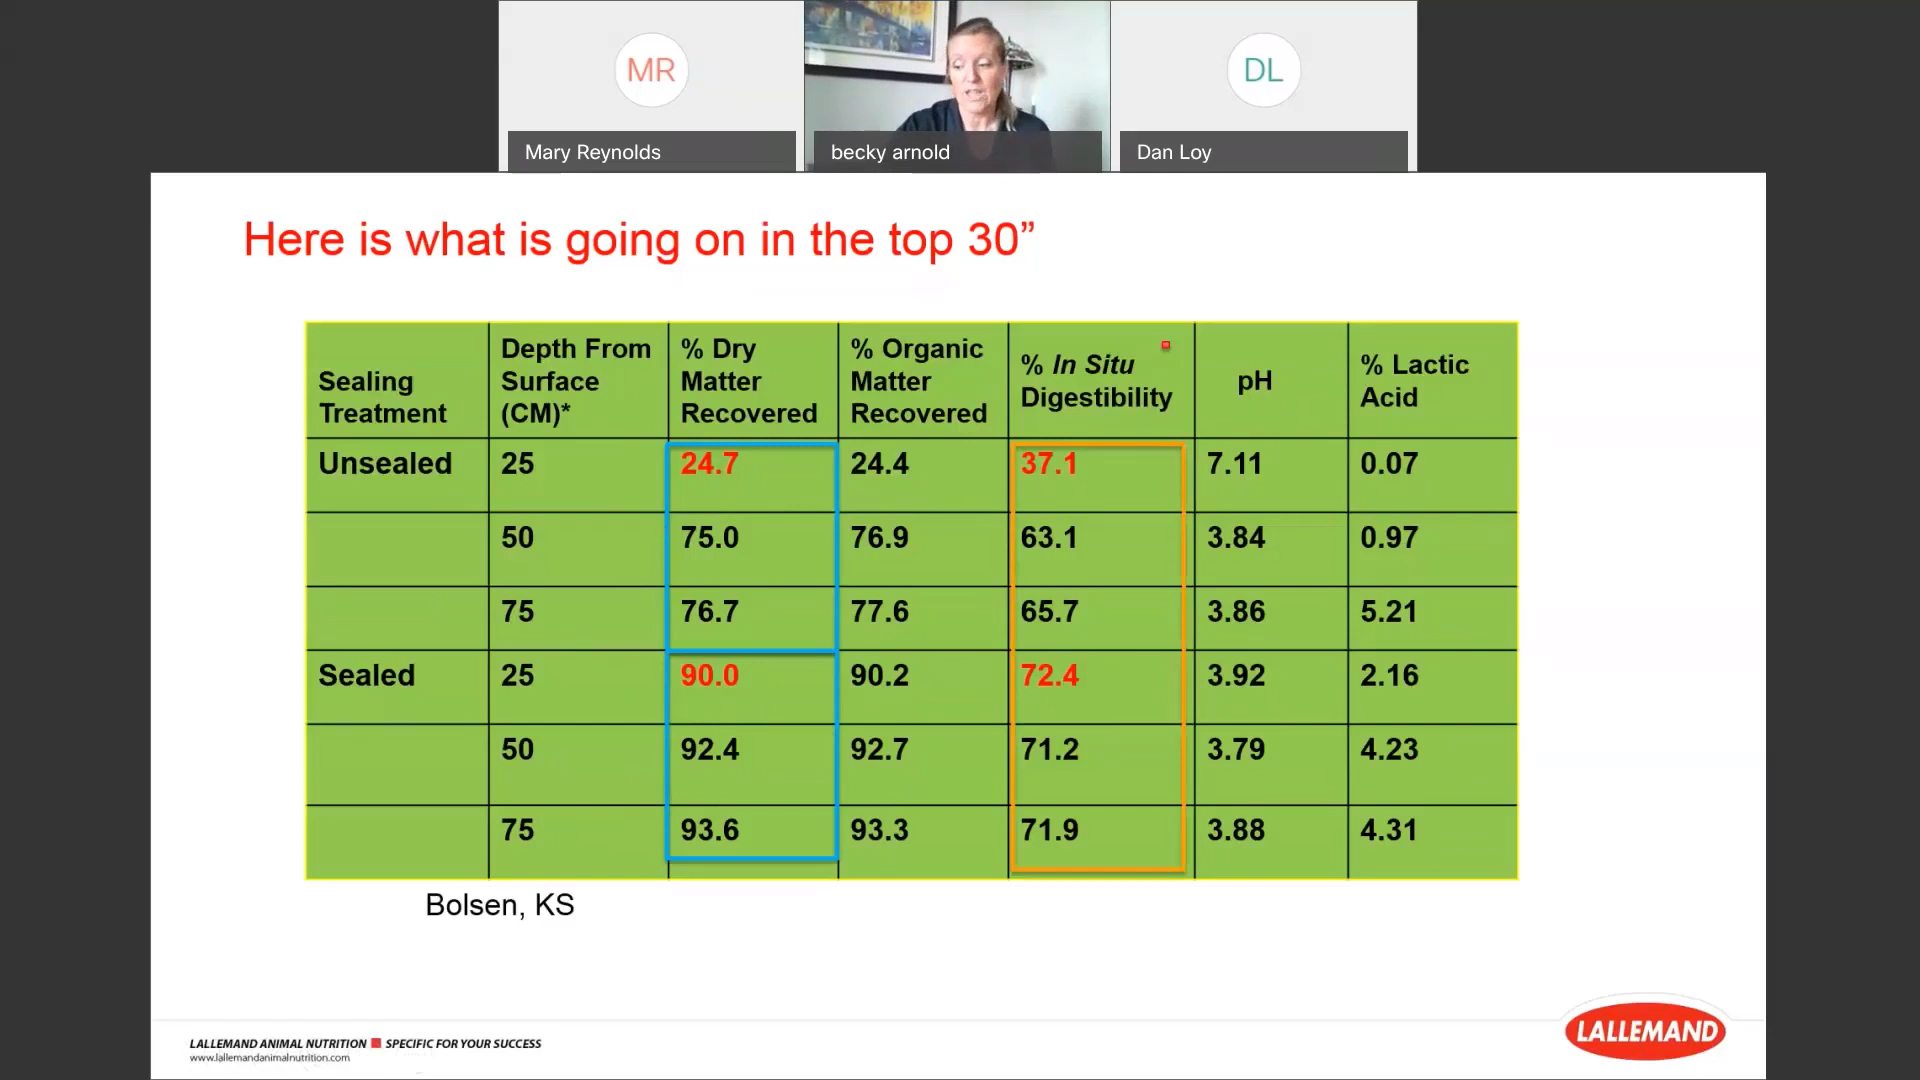 MR
DL
Mary Reynolds
becky arnold
Dan Loy
Here is what is going on in the top 30”
Sealing Treatment
Depth From Surface (CM)*
% Dry Matter Recovered
% Organic Matter Recovered
% In Situ Digestibility
pH
% Lactic Acid
Unsealed 25 24.7 24.4 37.1 7.11 0.07
50 75.0 76.9 63.1 3.84 0.97
75 76.7 77.6 65.7 3.86 5.21
Sealed 25 90.0 90.2 72.4 3.92 2.16
50 92.4 92.7 71.2 3.79 4.23
75 93.6 93.3 71.9 3.88 4.31
Bolsen, KS
LALLEMAND ANIMAL NUTRITION SPECIFIC FOR YOUR SUCCESS
www.lallemandanimalnutrition.com
LALLEMAND